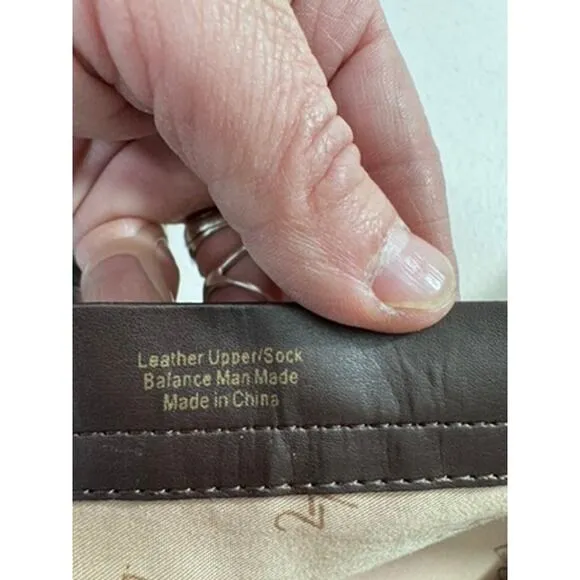 Leather Upper/Sock
Balance Man Made
Made in China